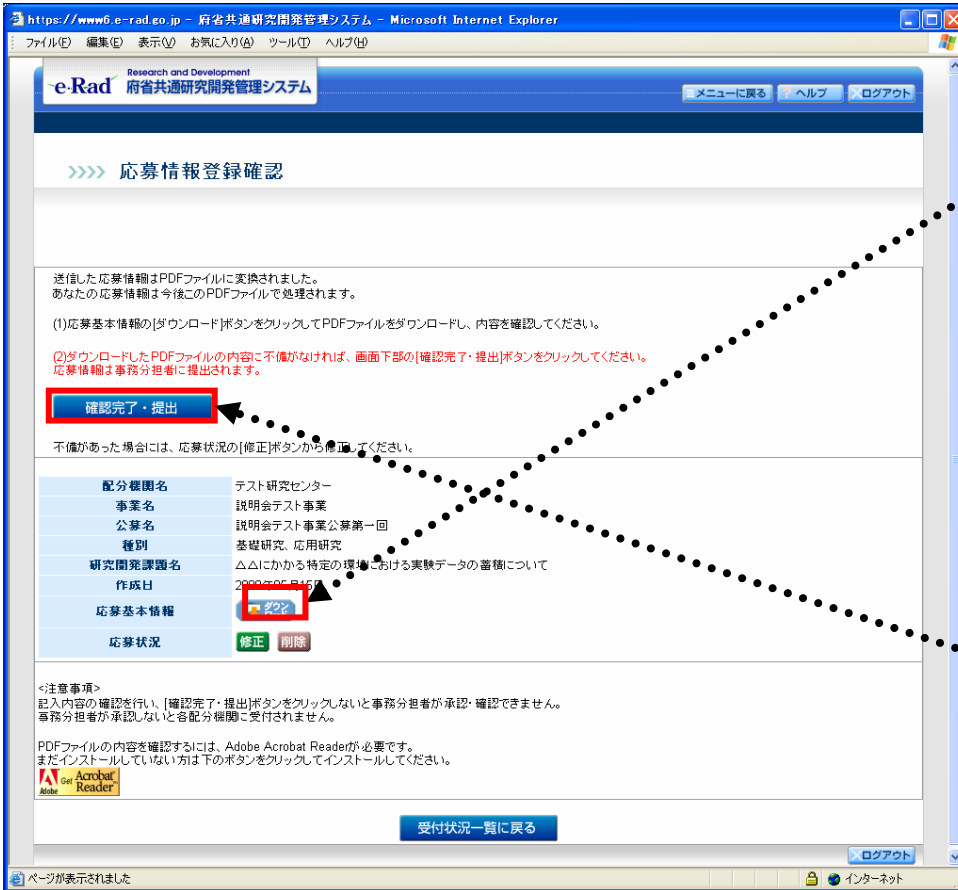 https://www6.e-rad.go.jp - 府省共通研究開発管理システム - Microsoft Internet Explorer
ファイル(F) 編集(E) 表示(V) お気に入り(A) ツール(T) ヘルプ(H)
e-Rad Research and Development 府省共通研究開発管理システム
メニューに戻る ? ヘルプ ログアウト
>>>> 応募情報登録確認
送信した応募情報はPDFファイルに変換されました。
あなたの応募情報は今後このPDFファイルで処理されます。
(1)応募基本情報の[ダウンロード]ボタンをクリックしてPDFファイルをダウンロードし、内容を確認してください。
(2)ダウンロードしたPDFファイルの内容に不備がなければ、画面下部の[確認完了・提出]ボタンをクリックしてください。
応募情報は事務分担者に提出されます。
確認完了・提出
不備があった場合には、応募状況の[修正]ボタンから修正してください。
配分機関名 テスト研究センター
事業名 説明会テスト事業
公募名 説明会テスト事業公募第一回
種別 基礎研究、応用研究
研究開発課題名 △△にかかる特定の環境における実験データの蓄積について
作成日
応募基本情報 ダウンロード
応募状況 修正 削除
<注意事項>
記入内容の確認を行い、[確認完了・提出]ボタンをクリックしないと事務分担者が承認・確認できません。
事務分担者が承認しないと各配分機関に受付されません。
PDFファイルの内容を確認するには、Adobe Acrobat Readerが必要です。
まだインストールしていない方は下のボタンをクリックしてインストールしてください。
Adobe Get Acrobat Reader
受付状況一覧に戻る
ログアウト
ページが表示されました インターネット